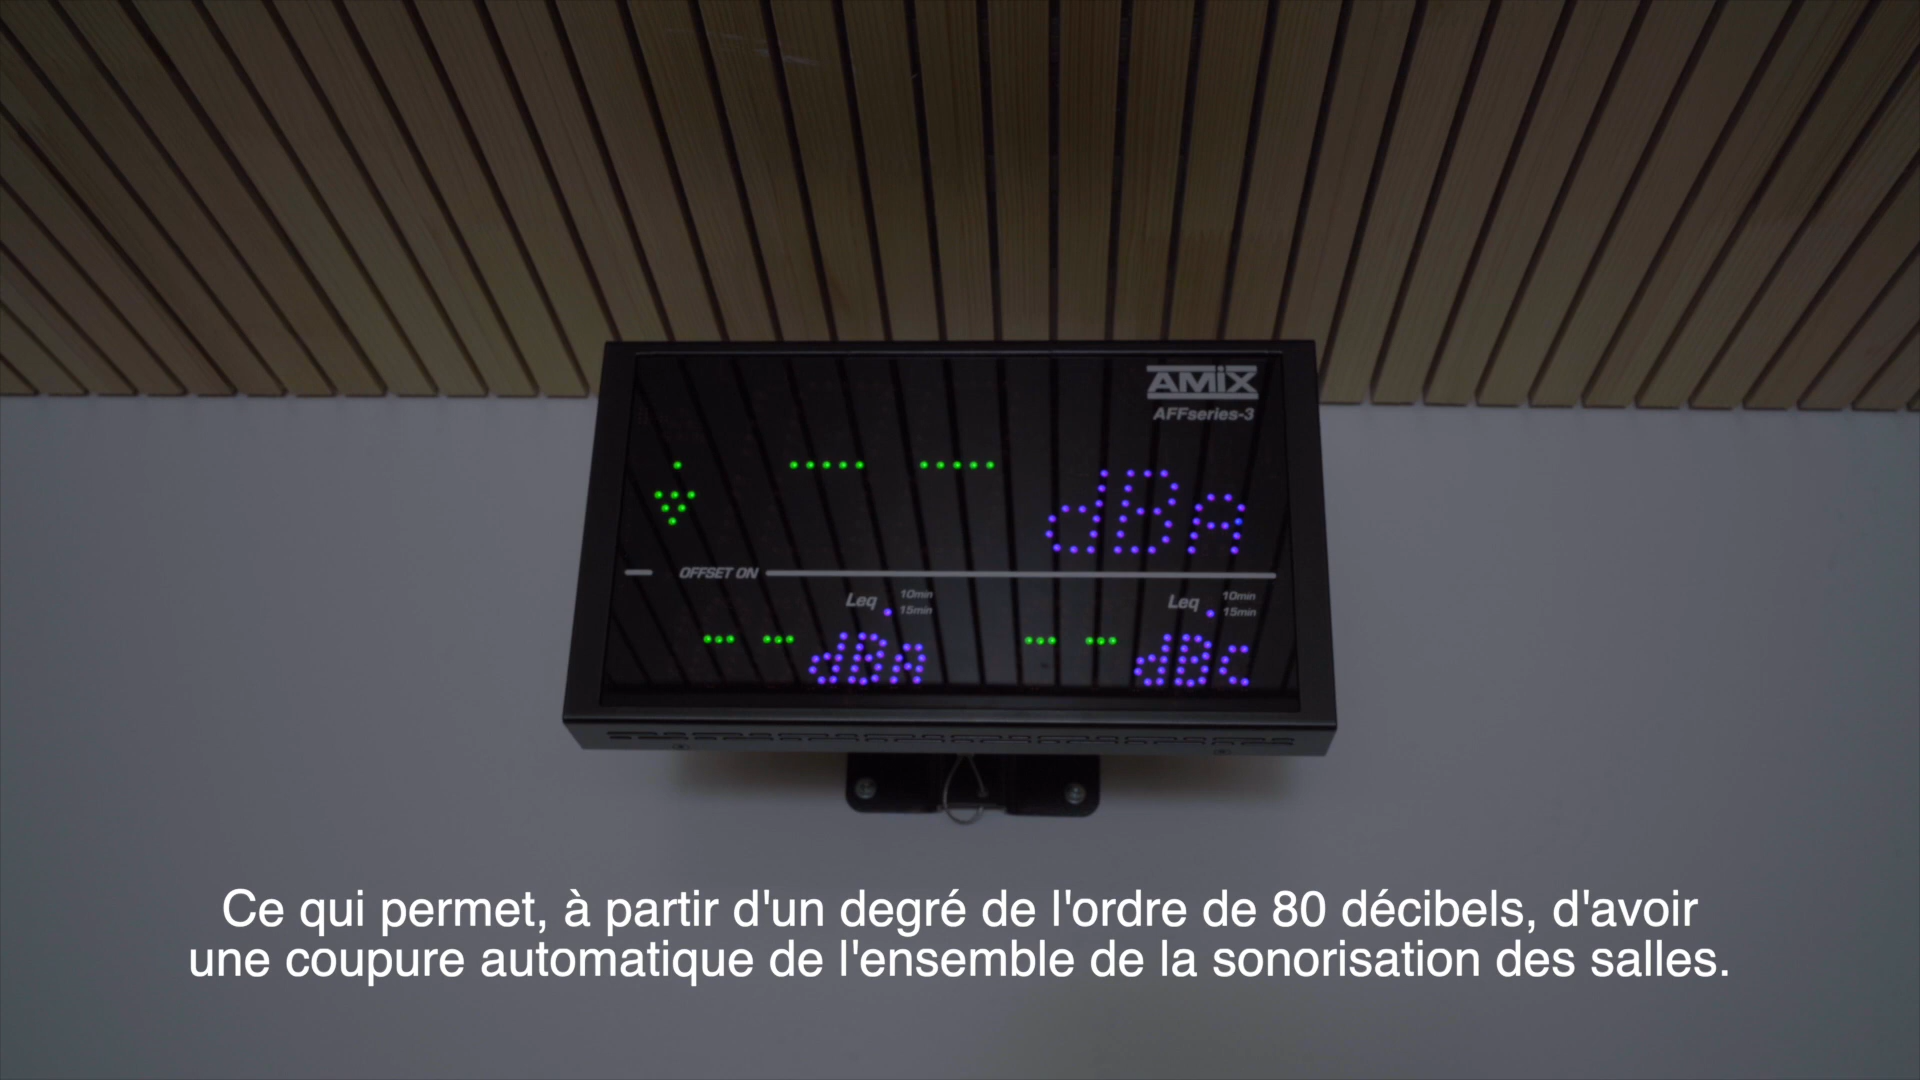 AMiX
AFFseries-3
-- -- dBA
OFFSET ON
Leq 10min
15min
Leq 10min
15min
-- -- dBA
-- -- dBC
Ce qui permet, à partir d'un degré de l'ordre de 80 décibels, d'avoir
une coupure automatique de l'ensemble de la sonorisation des salles.